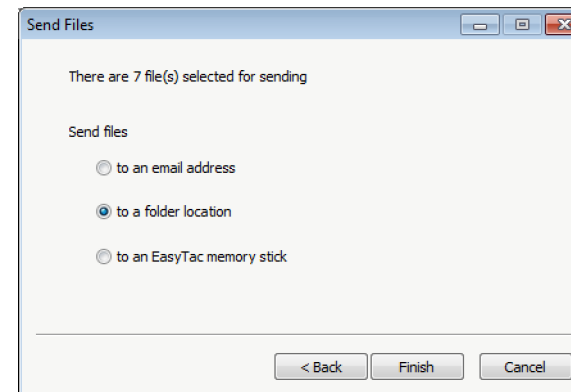 Send Files
There are 7 file(s) selected for sending
Send files
to an email address
to a folder location
to an EasyTac memory stick
< Back Finish Cancel